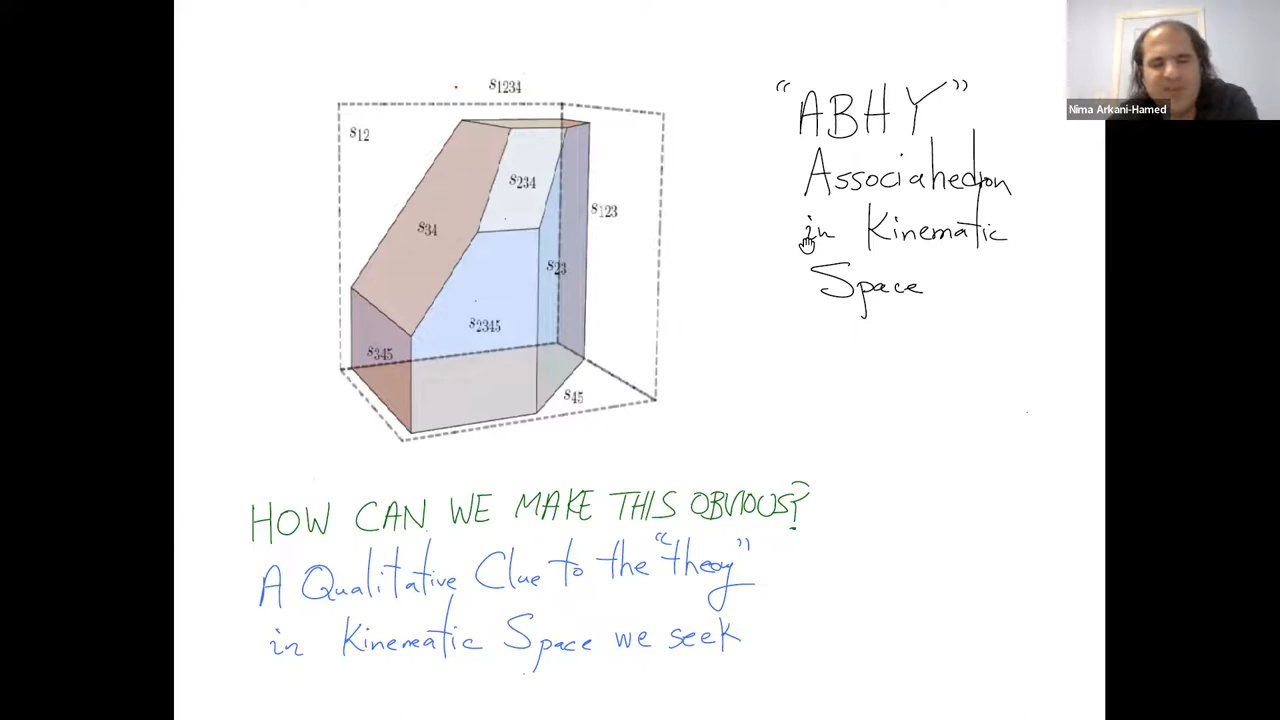 S1234
S12
S234
S123
S34
S23
S2345
S345
S45
"ABHY"
Associahedron
in Kinematic
Space
Nima Arkani-Hamed
HOW CAN WE MAKE THIS OBVIOUS?
A Qualitative Clue to the "theory"
in Kinematic Space we seek